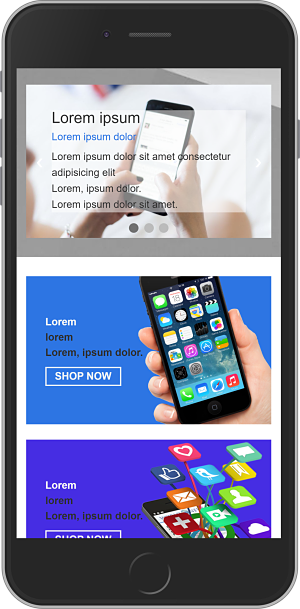 Lorem ipsum
Lorem ipsum dolor
Lorem ipsum dolor sit amet consectetur
adipisicing elit
Lorem, ipsum dolor.
Lorem ipsum sit amet.
Lorem
lorem
Lorem, ipsum dolor.
SHOP NOW
Lorem
lorem
Lorem, ipsum dolor.
SHOP NOW